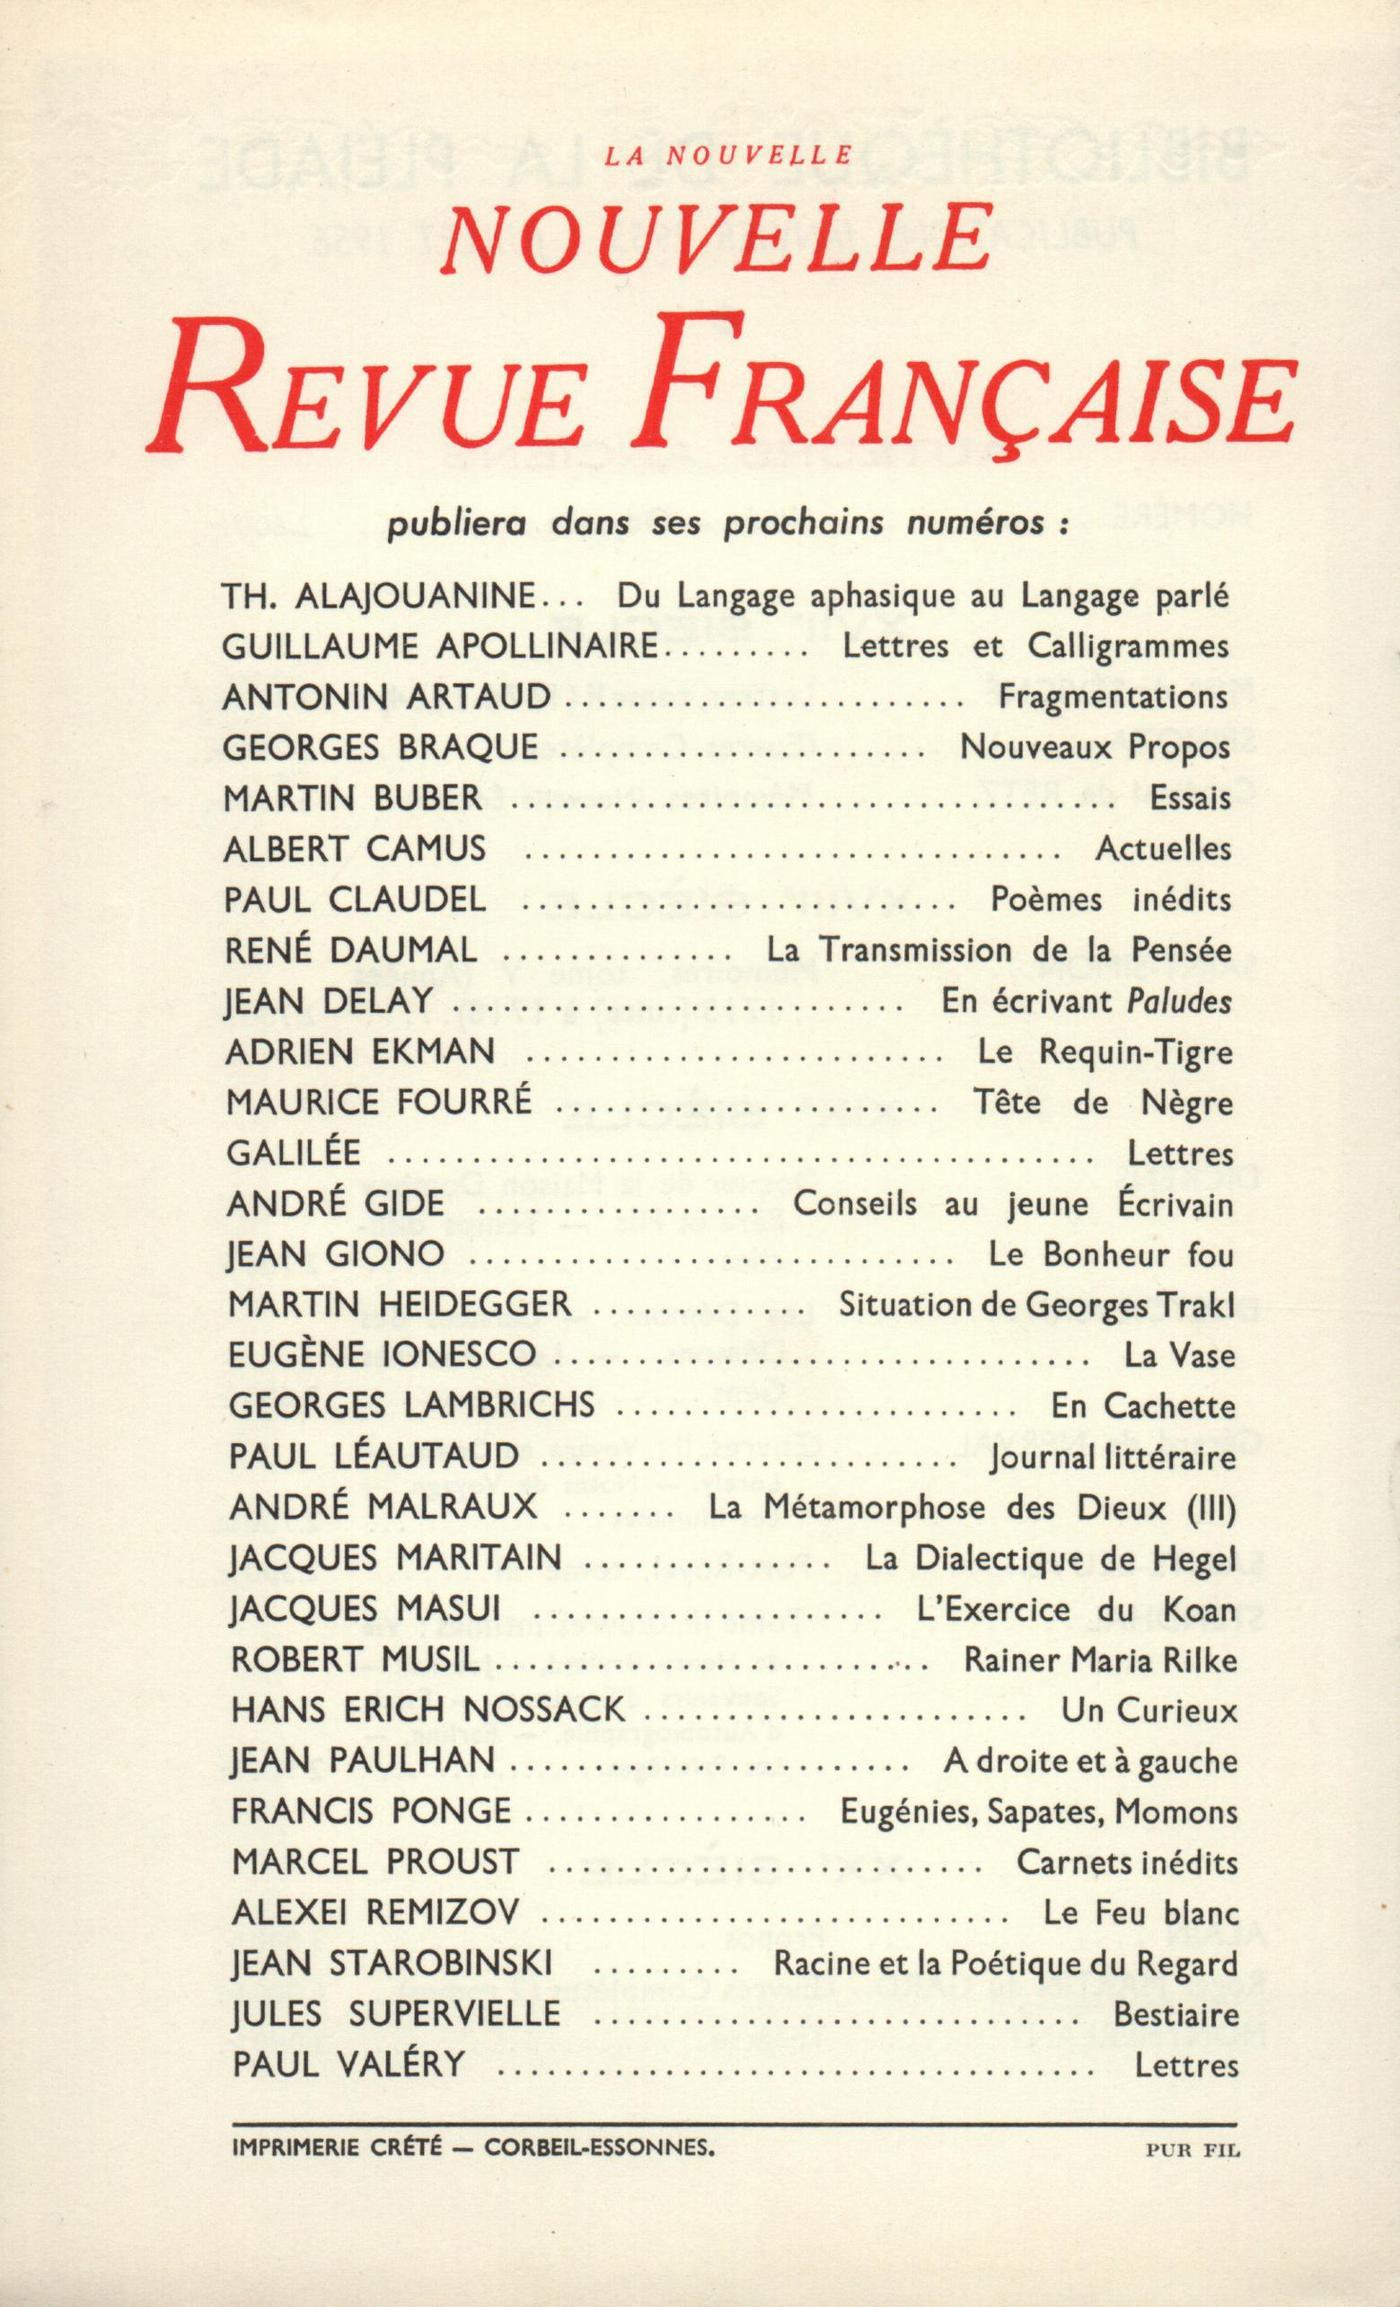 LA NOUVELLE
NOUVELLE
REVUE FRANÇAISE
publiera dans ses prochains numéros :
TH. ALAJOUANINE... Du Langage aphasique au Langage parlé
GUILLAUME APOLLINAIRE......... Lettres et Calligrammes
ANTONIN ARTAUD ........................ Fragmentations
GEORGES BRAQUE ...................... Nouveaux Propos
MARTIN BUBER .................................... Essais
ALBERT CAMUS ................................ Actuelles
PAUL CLAUDEL .......................... Poèmes inédits
RENÉ DAUMAL .............. La Transmission de la Pensée
JEAN DELAY ........................... En écrivant Paludes
ADRIEN EKMAN ......................... Le Requin-Tigre
MAURICE FOURRÉ ....................... Tête de Nègre
GALILÉE .......................................... Lettres
ANDRÉ GIDE ................. Conseils au jeune Écrivain
JEAN GIONO ............................. Le Bonheur fou
MARTIN HEIDEGGER ............. Situation de Georges Trakl
EUGÈNE IONESCO ................................ La Vase
GEORGES LAMBRICHS ........................ En Cachette
PAUL LÉAUTAUD ......................... Journal littéraire
ANDRÉ MALRAUX ....... La Métamorphose des Dieux (III)
JACQUES MARITAIN ............... La Dialectique de Hegel
JACQUES MASUI ..................... L'Exercice du Koan
ROBERT MUSIL .......................... Rainer Maria Rilke
HANS ERICH NOSSACK ....................... Un Curieux
JEAN PAULHAN ........................ A droite et à gauche
FRANCIS PONGE ................. Eugénies, Sapates, Momons
MARCEL PROUST .......................... Carnets inédits
ALEXEI REMIZOV ............................ Le Feu blanc
JEAN STAROBINSKI ......... Racine et la Poétique du Regard
JULES SUPERVIELLE ............................. Bestiaire
PAUL VALÉRY .................................... Lettres
IMPRIMERIE CRÉTÉ — CORBEIL-ESSONNES. PUR FIL